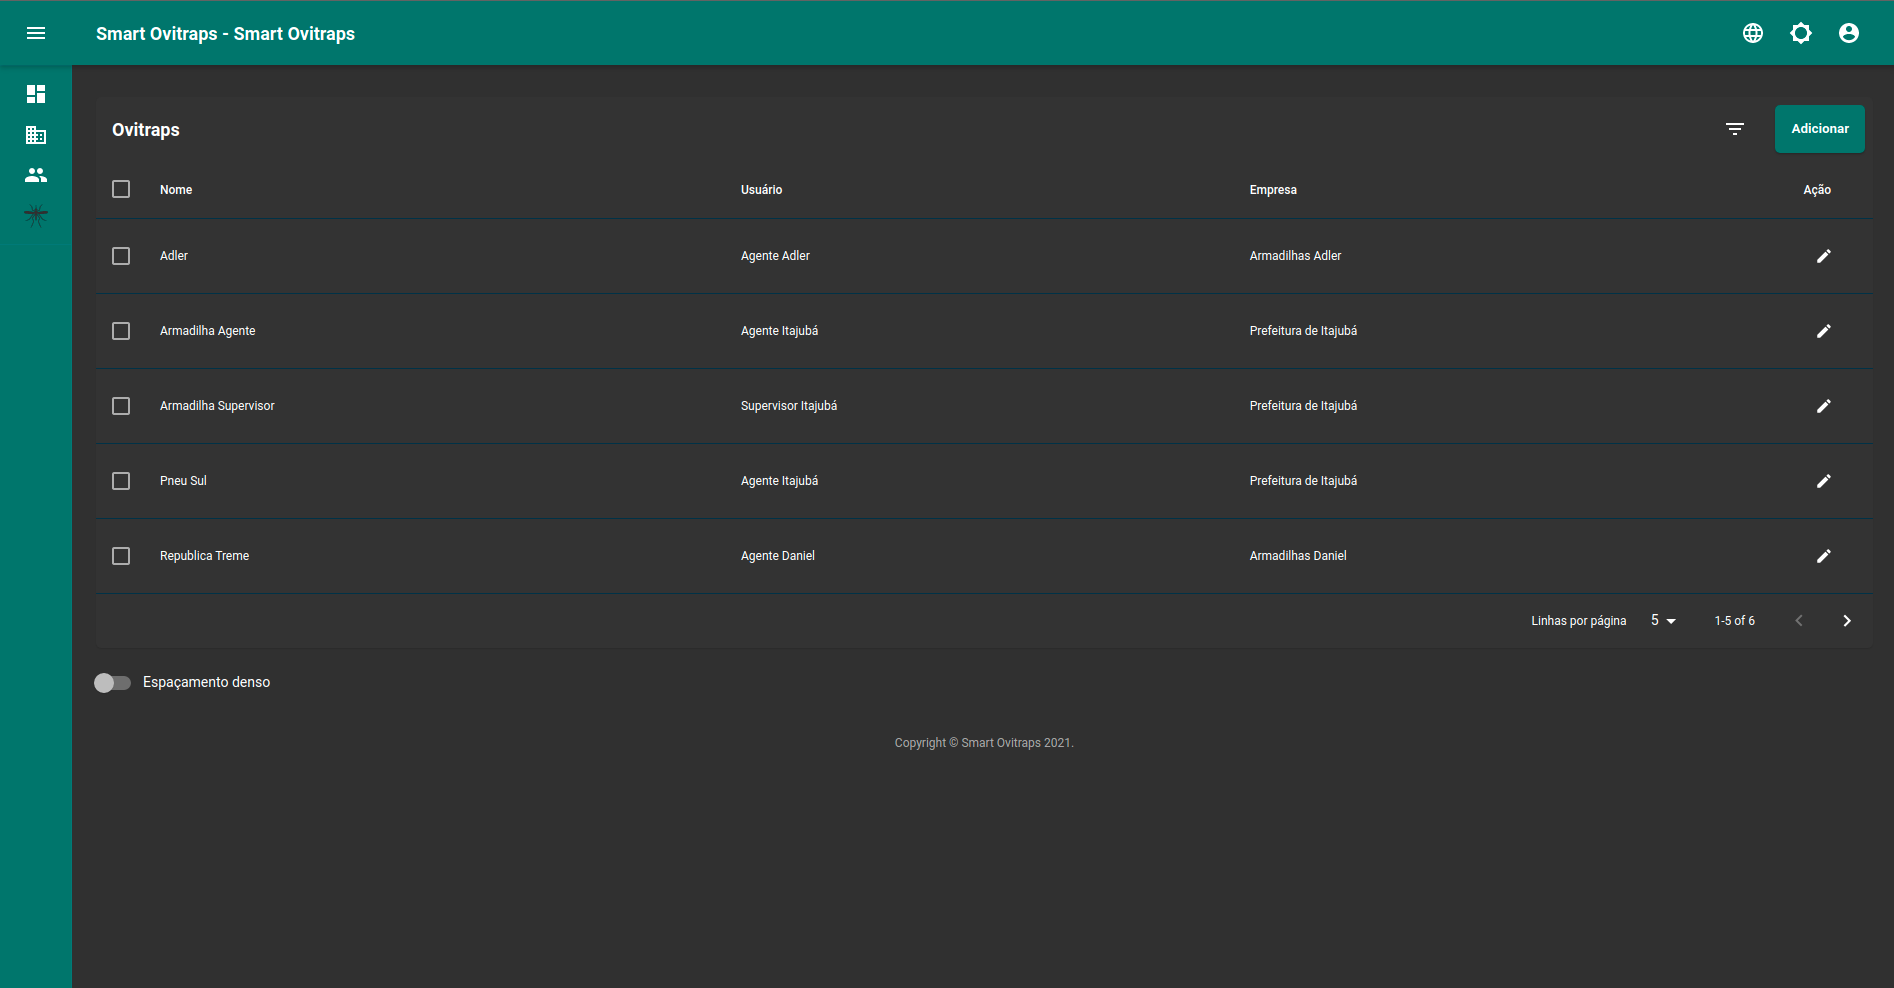 Smart Ovitraps - Smart Ovitraps
Ovitraps
Adicionar
Nome Usuário Empresa Ação
Adler Agente Adler Armadilhas Adler
Armadilha Agente Agente Itajubá Prefeitura de Itajubá
Armadilha Supervisor Supervisor Itajubá Prefeitura de Itajubá
Pneu Sul Agente Itajubá Prefeitura de Itajubá
Republica Treme Agente Daniel Armadilhas Daniel
Linhas por página 5 1-5 of 6
Espaçamento denso
Copyright © Smart Ovitraps 2021.